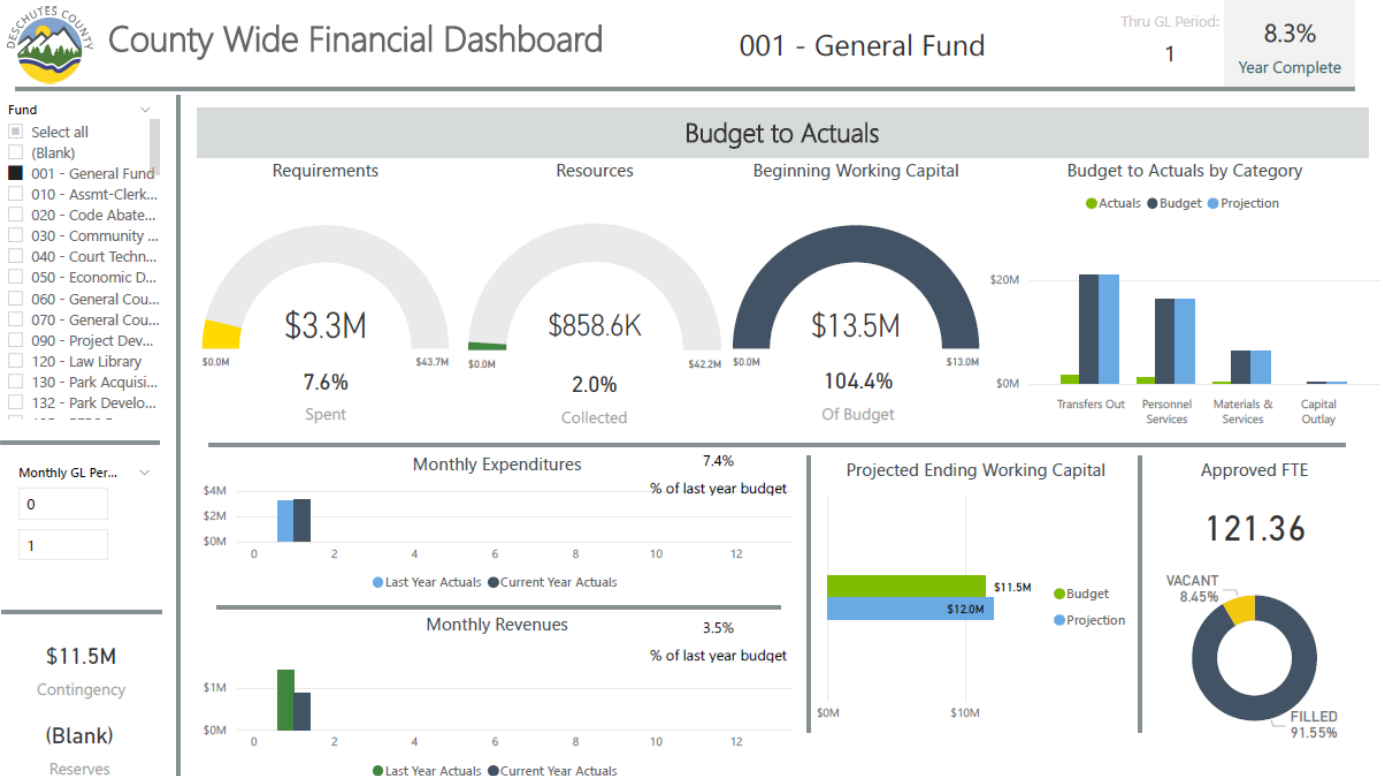 DESCHUTES COUNTY
County Wide Financial Dashboard
001 - General Fund
Thru GL Period:
1
8.3%
Year Complete
Fund
Select all
(Blank)
001 - General Fund
010 - Assmt-Clerk...
020 - Code Abate...
030 - Community ...
040 - Court Techn...
050 - Economic D...
060 - General Cou...
070 - General Cou...
090 - Project Dev...
120 - Law Library
130 - Park Acquisi...
132 - Park Develo...
Monthly GL Per...
0
1
$11.5M
Contingency
(Blank)
Reserves
Budget to Actuals
Requirements
$3.3M
$0.0M $43.7M
7.6%
Spent
Resources
$858.6K
$0.0M $42.2M
2.0%
Collected
Beginning Working Capital
$13.5M
$0.0M $13.0M
104.4%
Of Budget
Budget to Actuals by Category
Actuals Budget Projection
$20M
$0M
Transfers Out
Personnel
Services
Materials &
Services
Capital
Outlay
Monthly Expenditures
7.4%
% of last year budget
$4M
$2M
$0M
0 2 4 6 8 10 12
Last Year Actuals Current Year Actuals
Monthly Revenues
3.5%
% of last year budget
$1M
$0M
0 2 4 6 8 10 12
Last Year Actuals Current Year Actuals
Projected Ending Working Capital
$11.5M
$12.0M
Budget
Projection
$0M $10M
Approved FTE
121.36
VACANT
8.45%
FILLED
91.55%